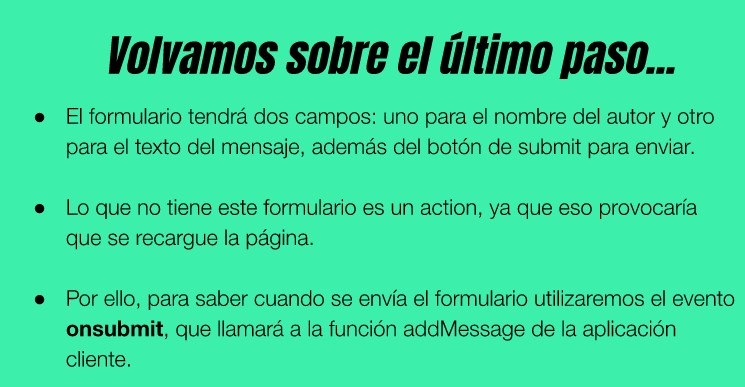 Volvamos sobre el último paso...
● El formulario tendrá dos campos: uno para el nombre del autor y otro
para el texto del mensaje, además del botón de submit para enviar.
● Lo que no tiene este formulario es un action, ya que eso provocaría
que se recargue la página.
● Por ello, para saber cuando se envía el formulario utilizaremos el evento
onsubmit, que llamará a la función addMessage de la aplicación
cliente.